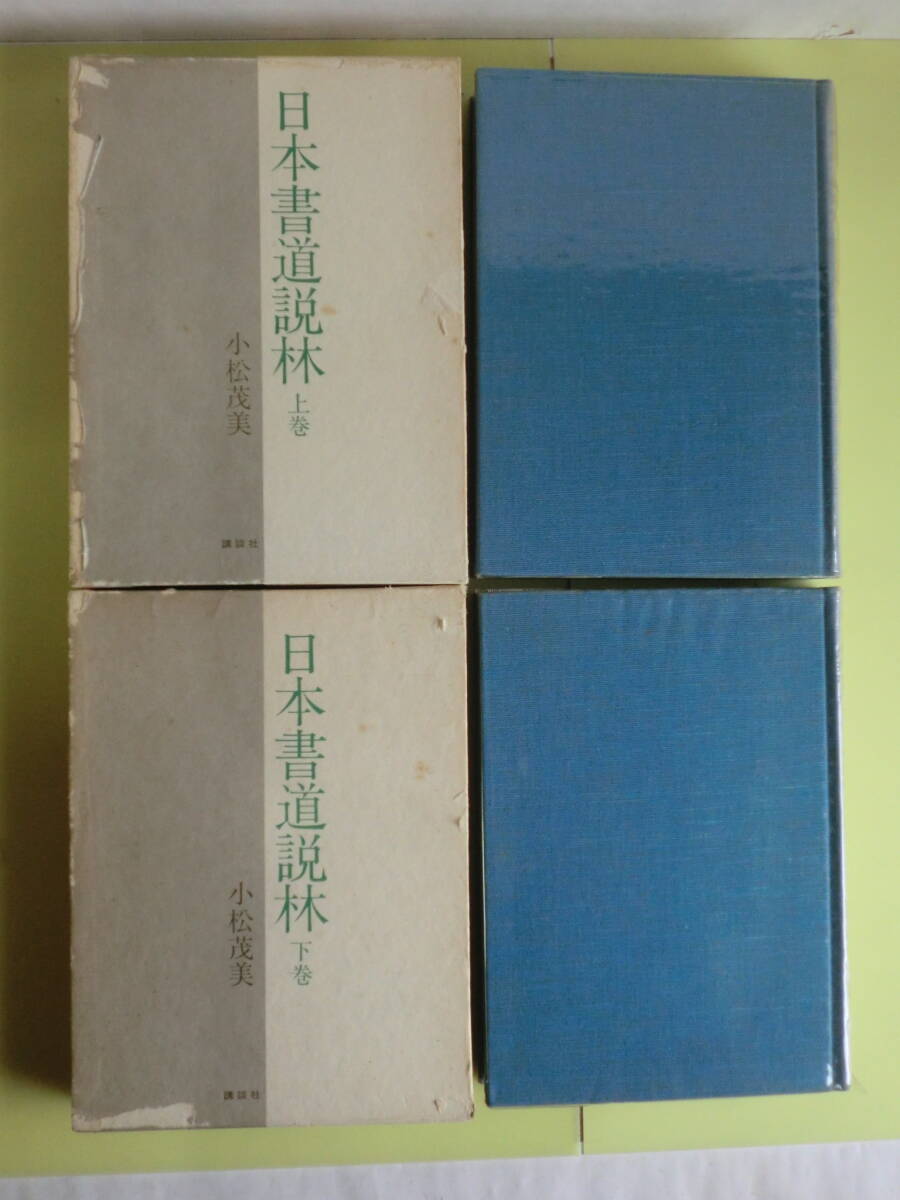 日本書道説林 上巻
小松茂美
講談社
日本書道説林 下巻
小松茂美
講談社